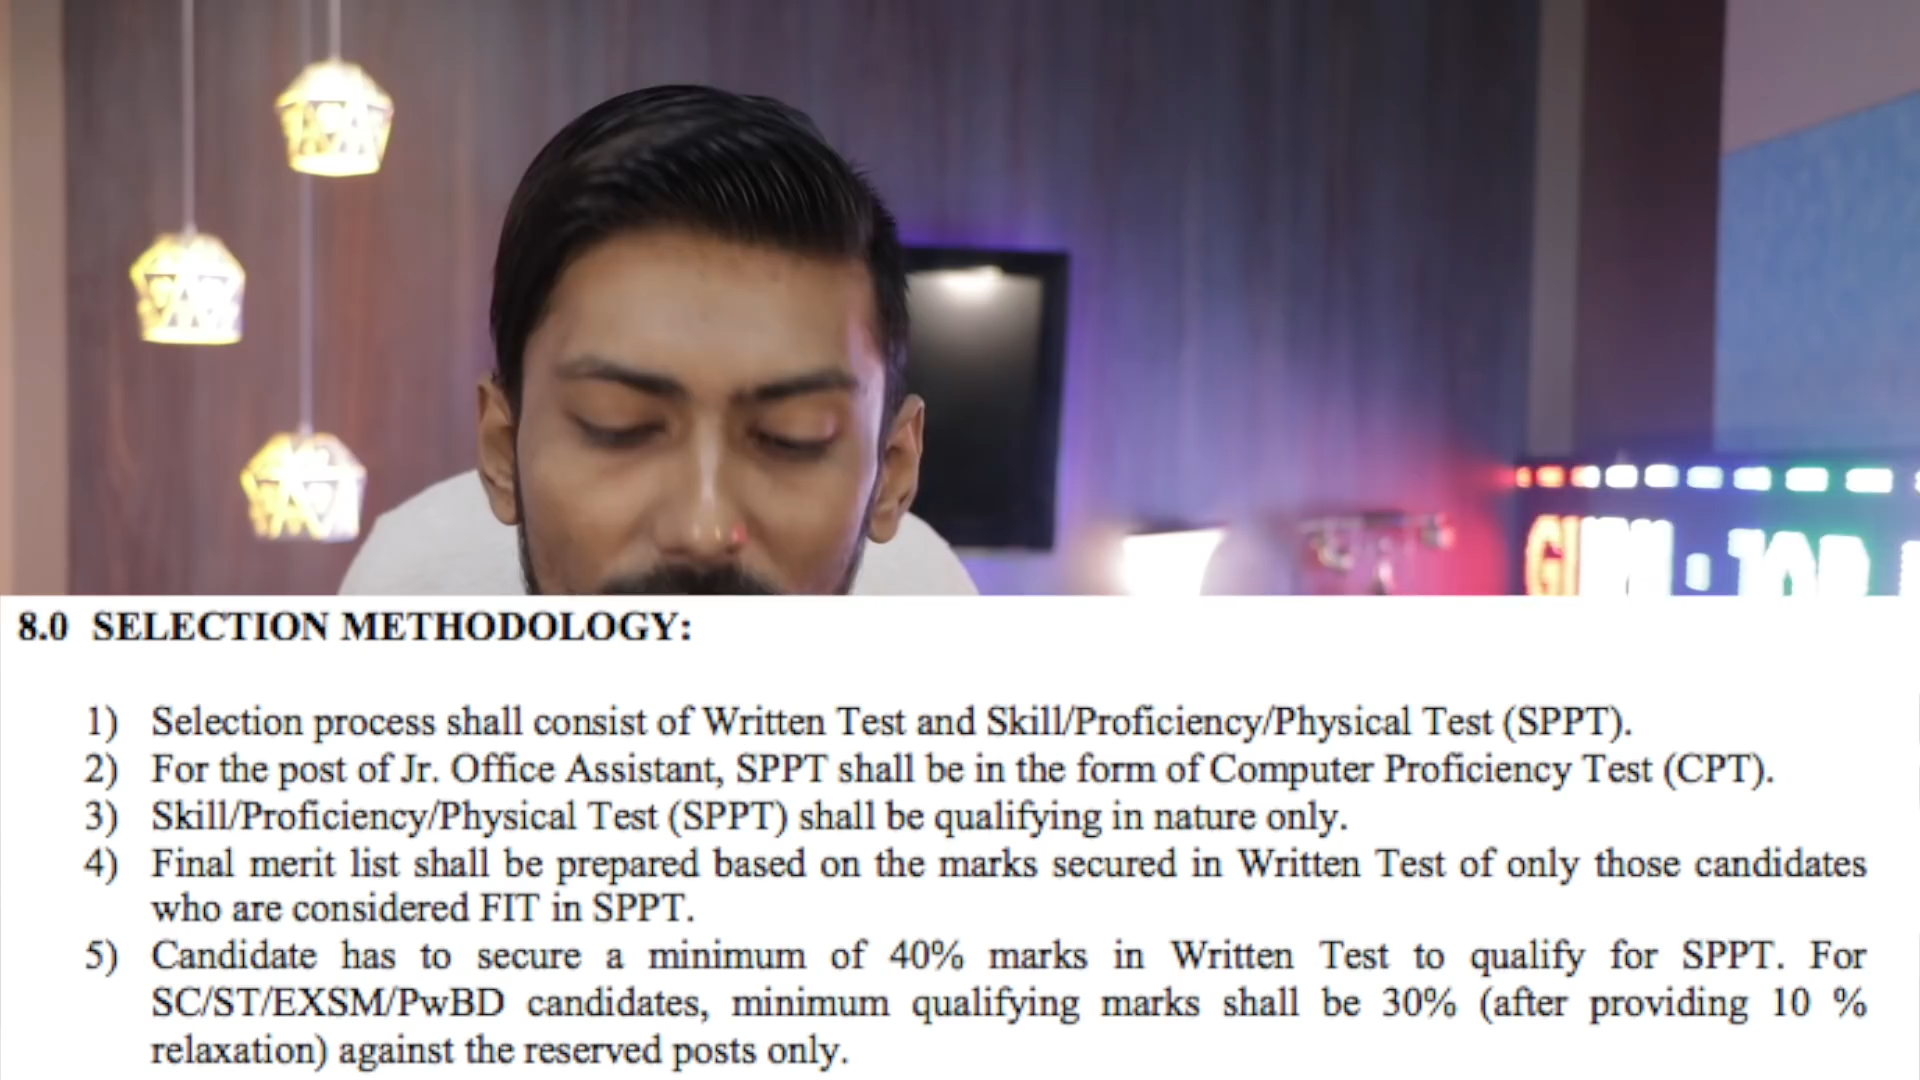 8.0 SELECTION METHODOLOGY:
1) Selection process shall consist of Written Test and Skill/Proficiency/Physical Test (SPPT).
2) For the post of Jr. Office Assistant, SPPT shall be in the form of Computer Proficiency Test (CPT).
3) Skill/Proficiency/Physical Test (SPPT) shall be qualifying in nature only.
4) Final merit list shall be prepared based on the marks secured in Written Test of only those candidates
who are considered FIT in SPPT.
5) Candidate has to secure a minimum of 40% marks in Written Test to qualify for SPPT. For
SC/ST/EXSM/PwBD candidates, minimum qualifying marks shall be 30% (after providing 10 %
relaxation) against the reserved posts only.